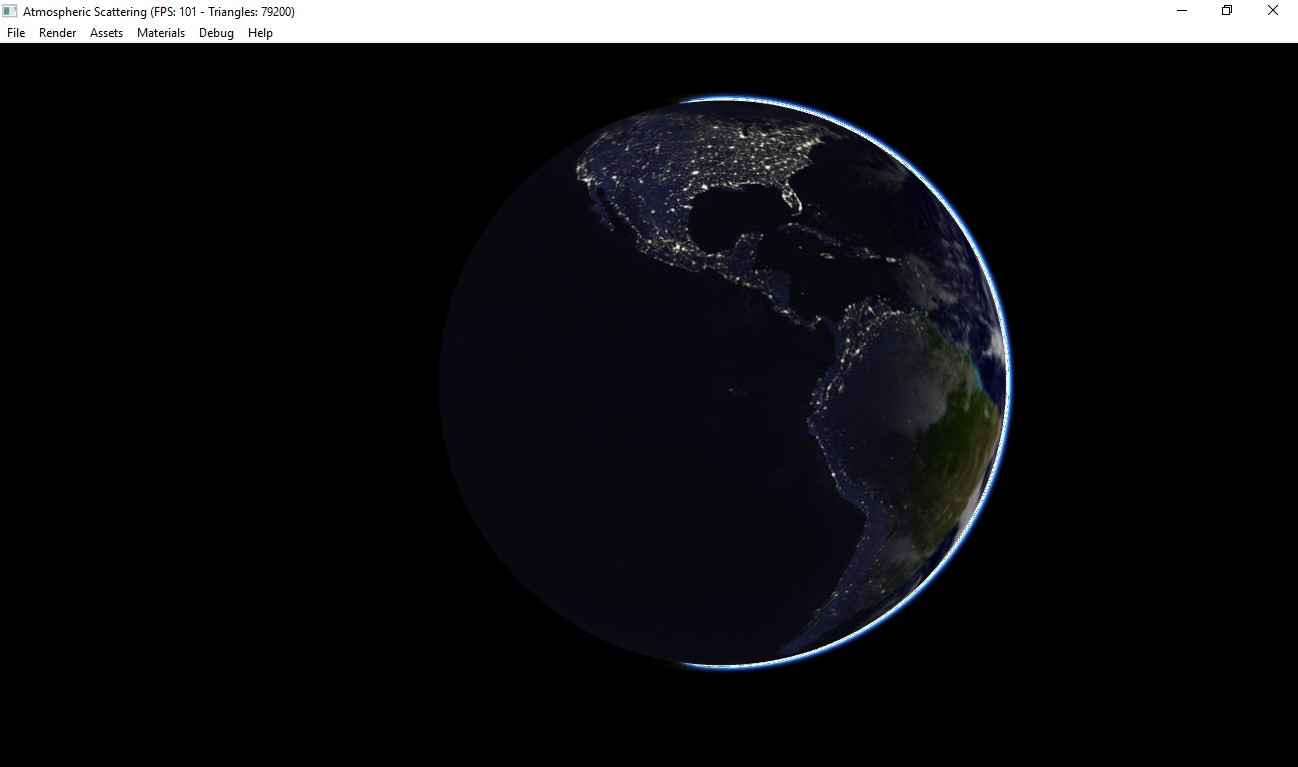 Atmospheric Scattering (FPS: 101 - Triangles: 79200)
File Render Assets Materials Debug Help